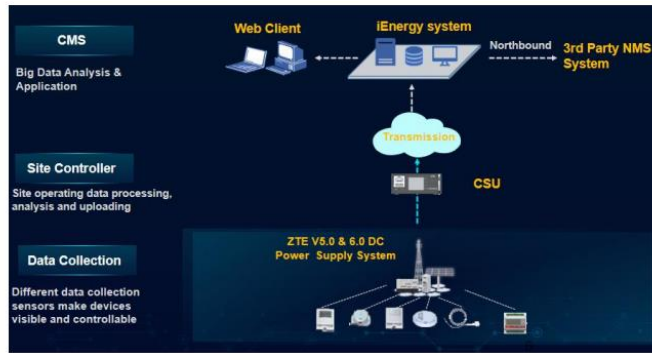 CMS
Big Data Analysis &
Application
Web Client
iEnergy system
Northbound
3rd Party NMS
System
Transmission
Site Controller
Site operating data processing,
analysis and uploading
CSU
Data Collection
Different data collection
sensors make devices
visible and controllable
ZTE V5.0 & 6.0 DC
Power Supply System